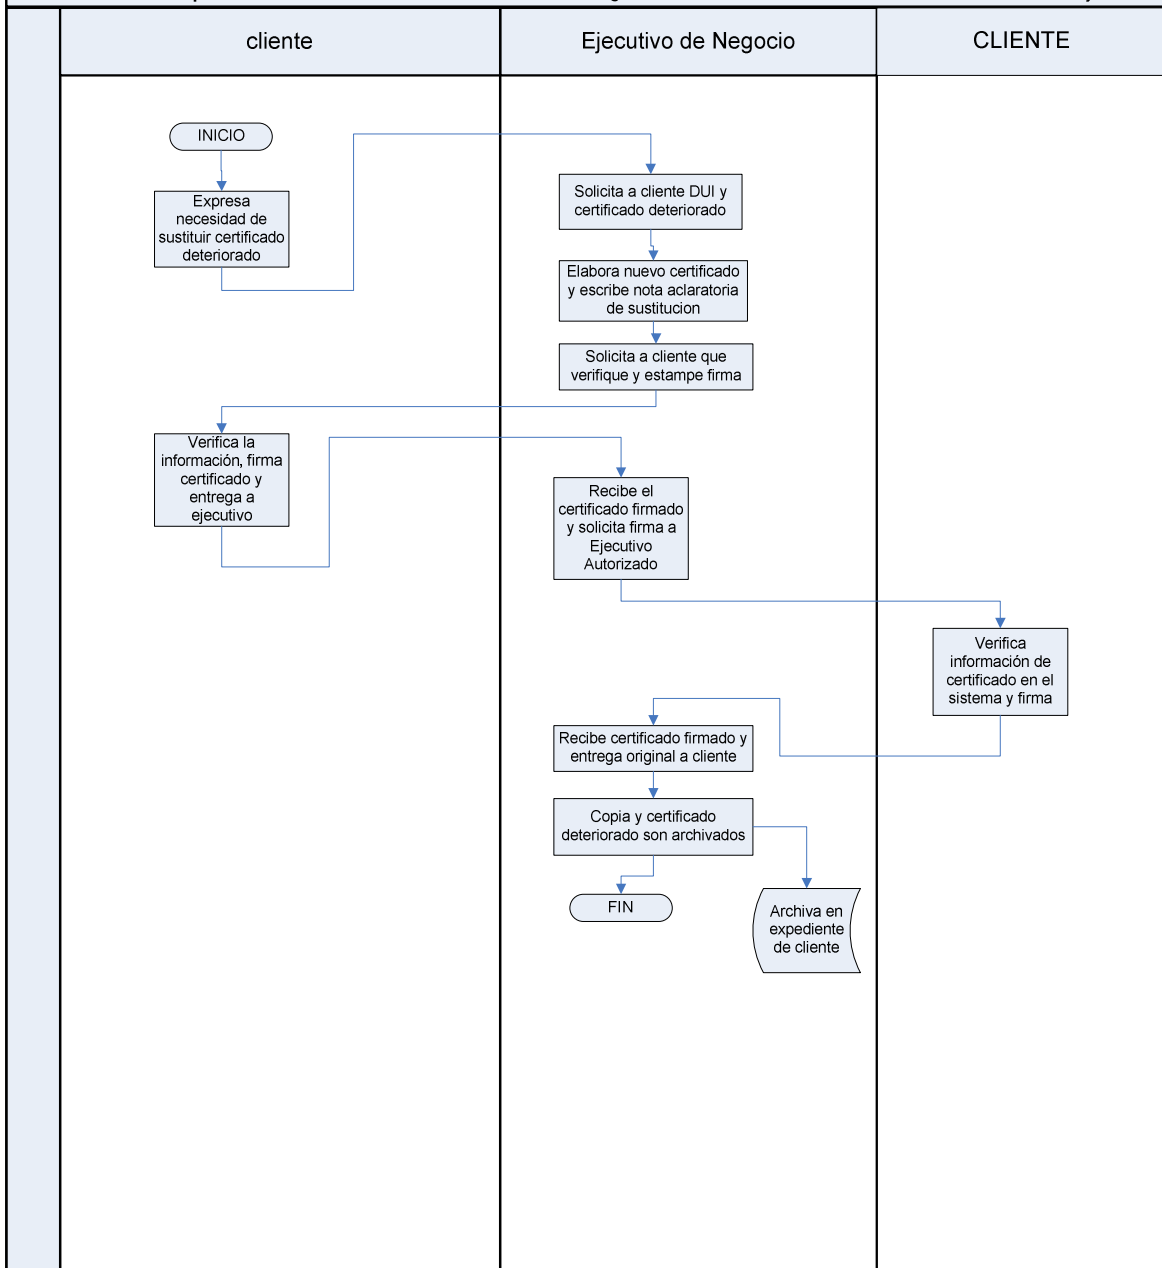 cliente
Ejecutivo de Negocio
CLIENTE
INICIO
Expresa
necesidad de
sustituir certificado
deteriorado
Solicita a cliente DUI y
certificado deteriorado
Elabora nuevo certificado
y escribe nota aclaratoria
de sustitucion
Solicita a cliente que
verifique y estampe firma
Verifica la
información, firma
certificado y
entrega a
ejecutivo
Recibe el
certificado firmado
y solicita firma a
Ejecutivo
Autorizado
Verifica
información de
certificado en el
sistema y firma
Recibe certificado firmado y
entrega original a cliente
Copia y certificado
deteriorado son archivados
FIN
Archiva en
expediente
de cliente